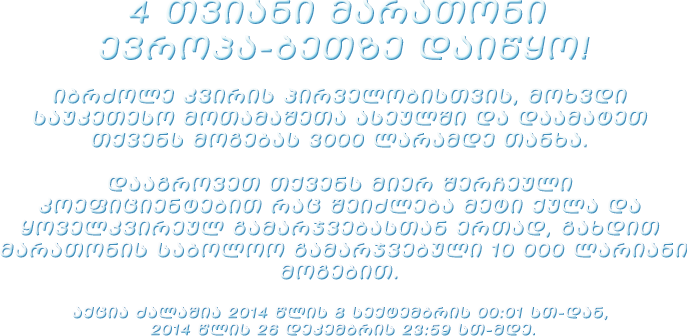 4 თვიანი მარათონი
ევროპა-ბეთზე დაიწყო!
იბრძოლე კვირის პირველობისთვის, მოხვდი
საუკეთესო მოთამაშეთა ასეულში და დაამატეთ
თქვენს მოგებას 3000 ლარამდე თანხა.
დააგროვეთ თქვენს მიერ შერჩეული
კოეფიციენტებით რაც შეიძლება მეტი ქულა და
ყოველკვირეულ გამარჯვებასთან ერთად, გახდით
მარათონის საბოლოო გამარჯვებული 10 000 ლარიანი
მოგებით.
აქცია ძალაშია 2014 წლის 8 სექტემბრის 00:01 სთ-დან,
2014 წლის 26 დეკემბრის 23:59 სთ-მდე.